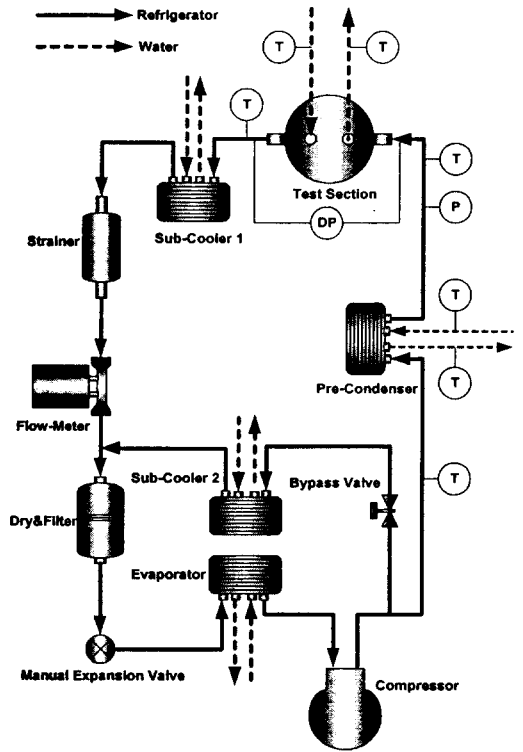 Refrigerator
Water
T
T
T
Test Section
T
Sub-Cooler 1
DP
P
Strainer
T
Pre-Condenser
T
Flow-Meter
Sub-Cooler 2
Bypass Valve
T
Dry&Filter
Evaporator
Manual Expansion Valve
Compressor